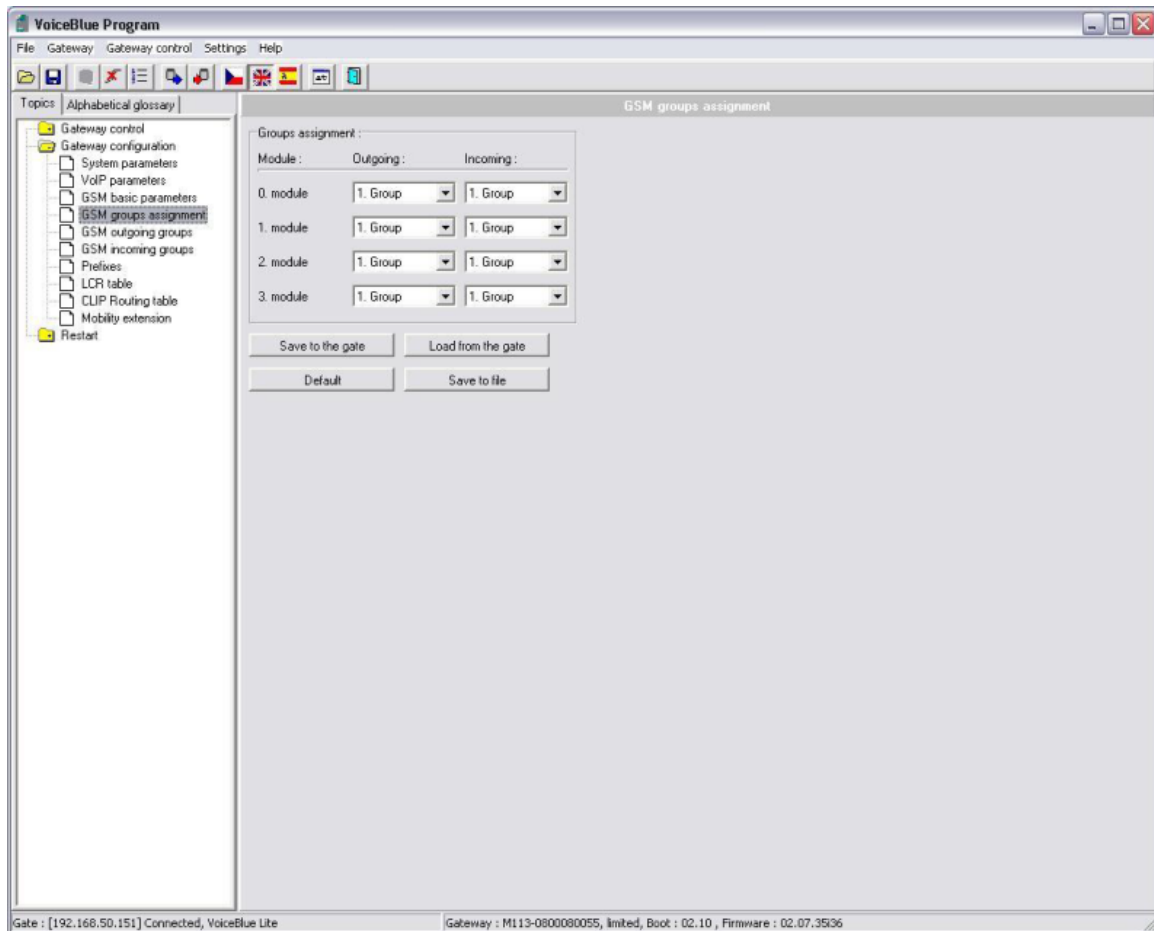 VoiceBlue Program
File Gateway Gateway control Settings Help
Topics Alphabetical glossary
GSM groups assignment
Gateway control
Gateway configuration
System parameters
VoIP parameters
GSM basic parameters
GSM groups assignment
GSM outgoing groups
GSM incoming groups
Prefixes
LCR table
CLIP Routing table
Mobility extension
Restart
Groups assignment :
Module : Outgoing : Incoming :
0. module 1. Group 1. Group
1. module 1. Group 1. Group
2. module 1. Group 1. Group
3. module 1. Group 1. Group
Save to the gate Load from the gate
Default Save to file
Gate : [192.168.50.151] Connected, VoiceBlue Lite Gateway : M113-0800080055, limited, Boot : 02.10 , Firmware : 02.07.35i36